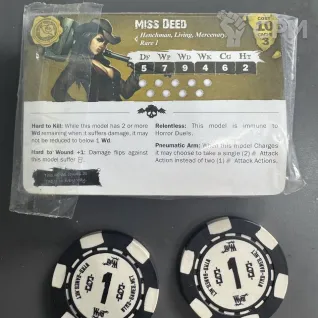 MISS DEED
Henchman, Living, Mercenary,
Rare 1
COST
10
CACHE
3
DF WP WD WK CG HT
5 7 9 4 6 2
Hard to Kill: While this model has 2 or more
Wd remaining when it suffers damage, it may
not be reduced to below 1 Wd.
Hard to Wound +1: Damage flips against
this model suffer
Relentless: This model is immune to
Horror Duels.
Pneumatic Arm: When this model Charges
it may choose to take a single (2) Attack
Action instead of two (1) Attack Actions.
1
1